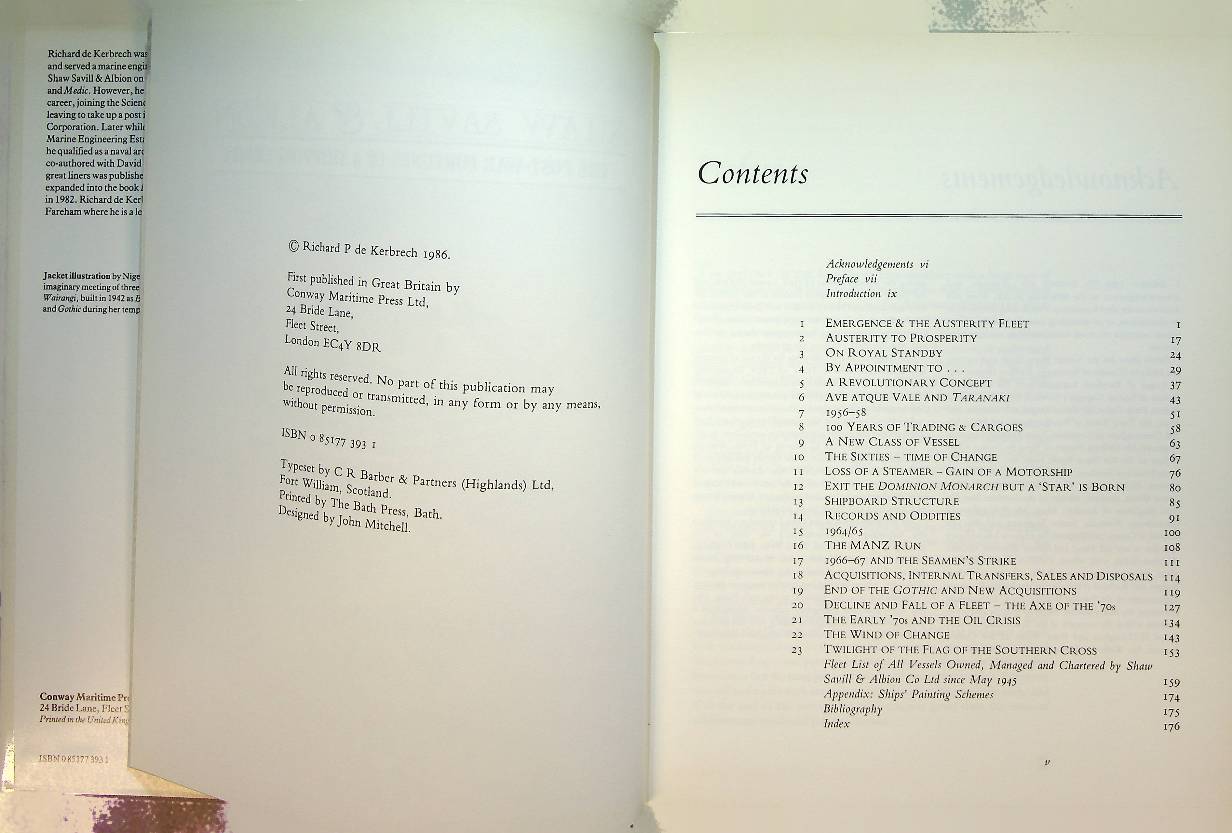 Richard de Kerbrech was
and served a marine
Shaw Savill & Albion on
and Medic. However, he
career, joining the
leaving to take up a post
Corporation. Later
Marine Engineering
he qualified as a naval
co-authored with David
great liners was
expanded into the book
in 1982. Richard de
Fareham where he is a
Jacket illustration by
imaginary meeting of three
Wairangi, built in 1942 as
and Gothic during her
Conway Maritime
24 Bride Lane, Fleet
Printed in the United
ISBN 0 85177 393 1
© Richard P de Kerbrech 1986.
First published in Great Britain by
Conway Maritime Press Ltd,
24 Bride Lane,
Fleet Street,
London EC4Y 8DR
All rights reserved. No part of this publication may
be reproduced or transmitted, in any form or by any means,
without permission.
ISBN 0 85177 393 1
Typeset by C R Barber & Partners (Highlands) Ltd,
Fort William, Scotland.
Printed by The Bath Press, Bath.
Designed by John Mitchell.
Contents
Acknowledgements vi
Preface vii
Introduction ix
1 EMERGENCE & THE AUSTERITY FLEET 1
2 AUSTERITY TO PROSPERITY 17
3 ON ROYAL STANDBY 24
4 BY APPOINTMENT TO . . . 29
5 A REVOLUTIONARY CONCEPT 37
6 AVE ATQUE VALE AND TARANAKI 43
7 1956–58 51
8 100 YEARS OF TRADING & CARGOES 58
9 A NEW CLASS OF VESSEL 63
10 THE SIXTIES – TIME OF CHANGE 67
11 LOSS OF A STEAMER – GAIN OF A MOTORSHIP 76
12 EXIT THE DOMINION MONARCH BUT A ‘STAR’ IS BORN 80
13 SHIPBOARD STRUCTURE 85
14 RECORDS AND ODDITIES 91
15 1964/65 100
16 THE MANZ RUN 108
17 1966–67 AND THE SEAMEN'S STRIKE 111
18 ACQUISITIONS, INTERNAL TRANSFERS, SALES AND DISPOSALS 114
19 END OF THE GOTHIC AND NEW ACQUISITIONS 119
20 DECLINE AND FALL OF A FLEET – THE AXE OF THE '70s 127
21 THE EARLY '70s AND THE OIL CRISIS 134
22 THE WIND OF CHANGE 143
23 TWILIGHT OF THE FLAG OF THE SOUTHERN CROSS 153
Fleet List of All Vessels Owned, Managed and Chartered by Shaw
Savill & Albion Co Ltd since May 1945 159
Appendix: Ships' Painting Schemes 174
Bibliography 175
Index 176
v